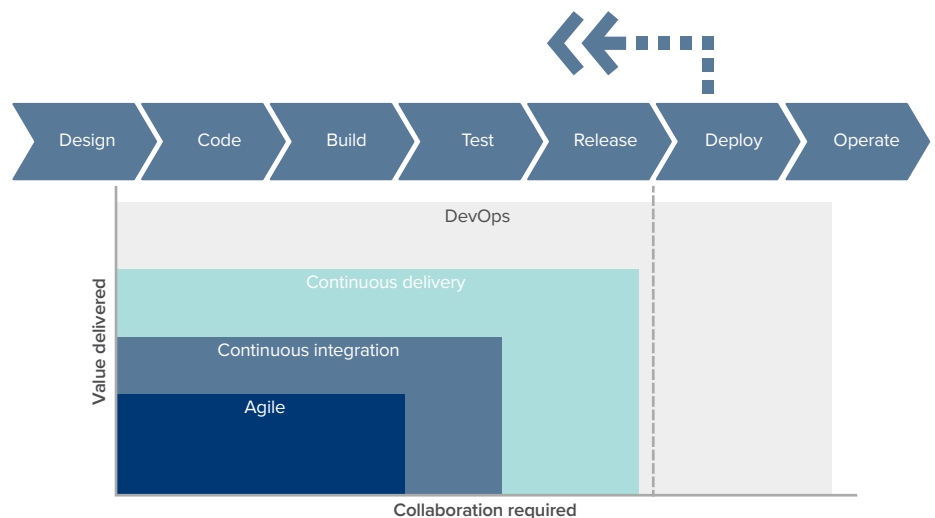 Design
Code
Build
Test
Release
Deploy
Operate
DevOps
Continuous delivery
Continuous integration
Agile
Value delivered
Collaboration required